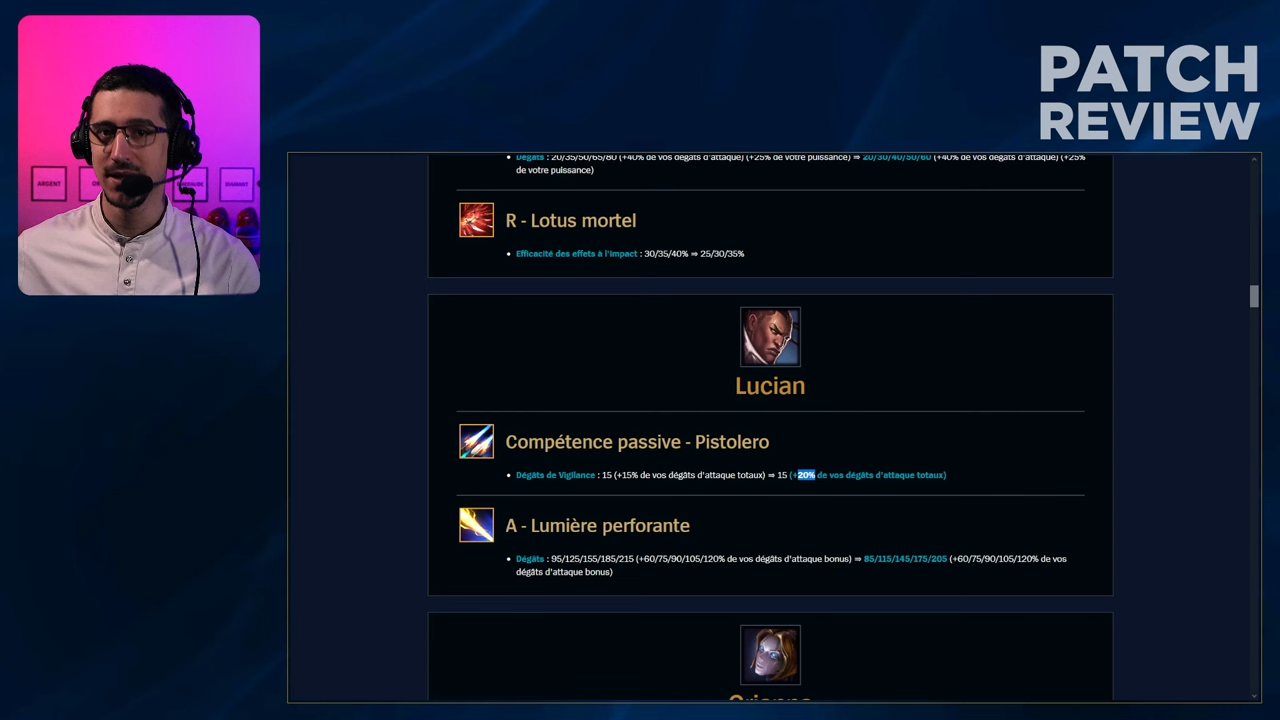 PATCH
REVIEW
ARGENT
DIAMANT
• Dégâts : 20/35/50/65/80 (+40% de vos dégâts d'attaque) (+25% de votre puissance) ⇒ 20/30/40/50/60 (+40% de vos dégâts d'attaque) (+25%
de votre puissance)
R - Lotus mortel
• Efficacité des effets à l'impact : 30/35/40% ⇒ 25/30/35%
Lucian
Compétence passive - Pistolero
• Dégâts de Vigilance : 15 (+15% de vos dégâts d'attaque totaux) ⇒ 15 (+20% de vos dégâts d'attaque totaux)
A - Lumière perforante
• Dégâts : 95/125/155/185/215 (+60/75/90/105/120% de vos dégâts d'attaque bonus) ⇒ 85/115/145/175/205 (+60/75/90/105/120% de vos
dégâts d'attaque bonus)
Orianna